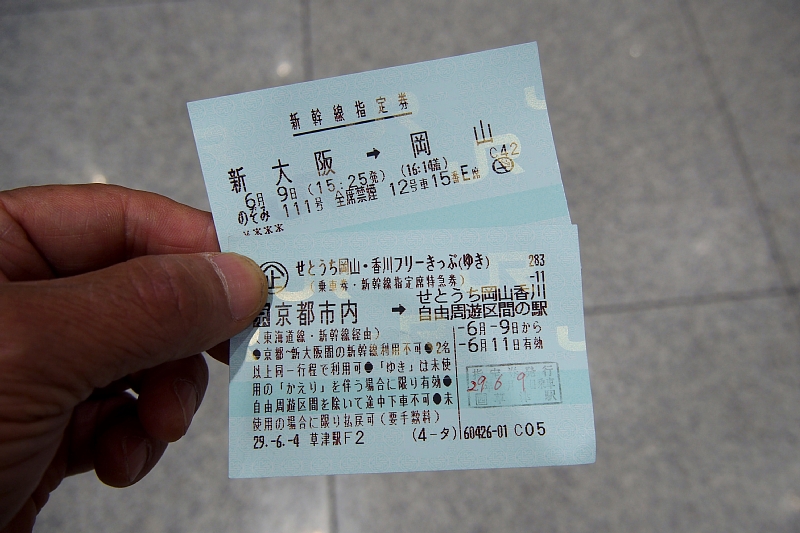 新幹線指定券
新大阪 → 岡山
6月 9日 (15:25発) (16:14着) C42
のぞみ 111号 全席禁煙 12号車15番E席
****
せとうち岡山・香川フリーきっぷ(ゆき) 283
(乗車券・新幹線指定席特急券) -11
京都市内 → せとうち岡山香川
自由周遊区間の駅
(東海道線・新幹線経由) -6月-9日から
●京都~新大阪間の新幹線利用不可●2名 -6月11日有効
以上同一行程で利用可●「ゆき」は未使
用の「かえり」を伴う場合に限り有効●
自由周遊区間を除いて途中下車不可●未
使用の場合に限り払戻可(要手数料)
29.6.9
29.-6.-4 草津駅F2 (4-タ) 60426-01 C05